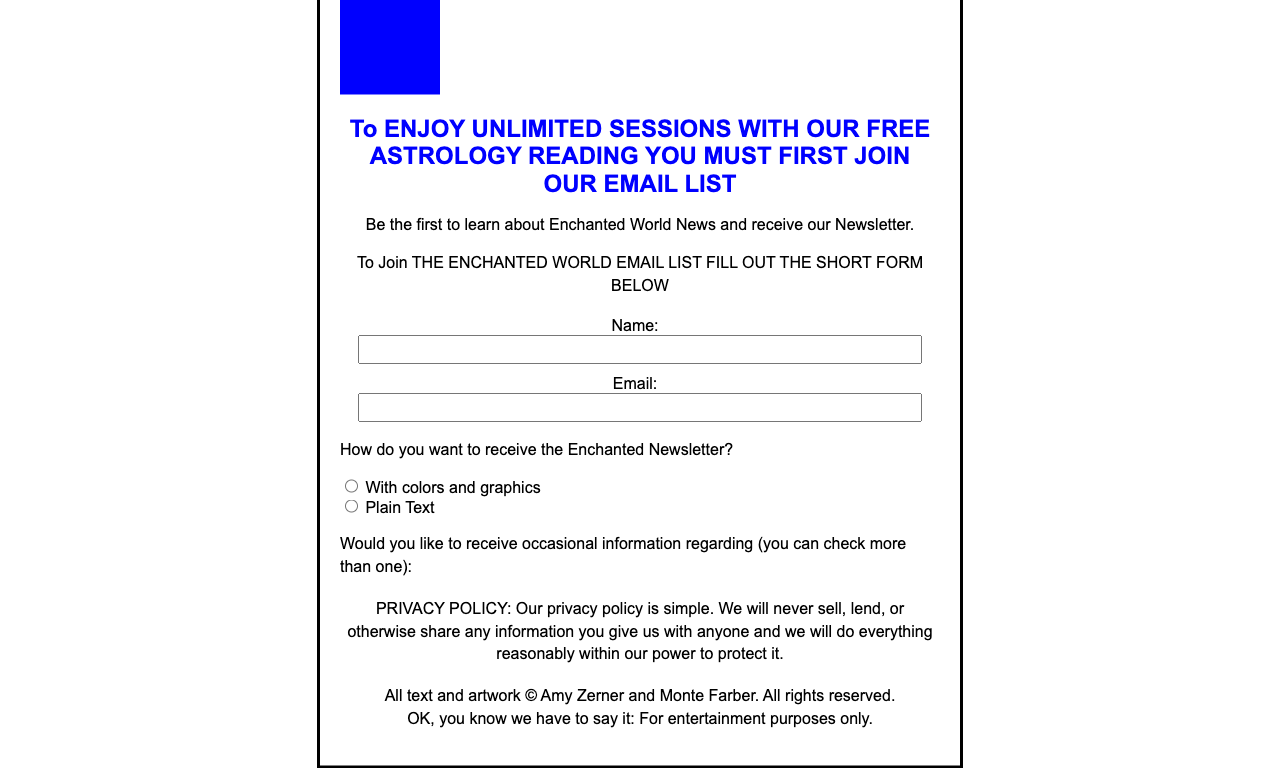 To ENJOY UNLIMITED SESSIONS WITH OUR FREE
ASTROLOGY READING YOU MUST FIRST JOIN
OUR EMAIL LIST
Be the first to learn about Enchanted World News and receive our Newsletter.
To Join THE ENCHANTED WORLD EMAIL LIST FILL OUT THE SHORT FORM
BELOW
Name:
Email:
How do you want to receive the Enchanted Newsletter?
With colors and graphics
Plain Text
Would you like to receive occasional information regarding (you can check more
than one):
PRIVACY POLICY: Our privacy policy is simple. We will never sell, lend, or
otherwise share any information you give us with anyone and we will do everything
reasonably within our power to protect it.
All text and artwork © Amy Zerner and Monte Farber. All rights reserved.
OK, you know we have to say it: For entertainment purposes only.